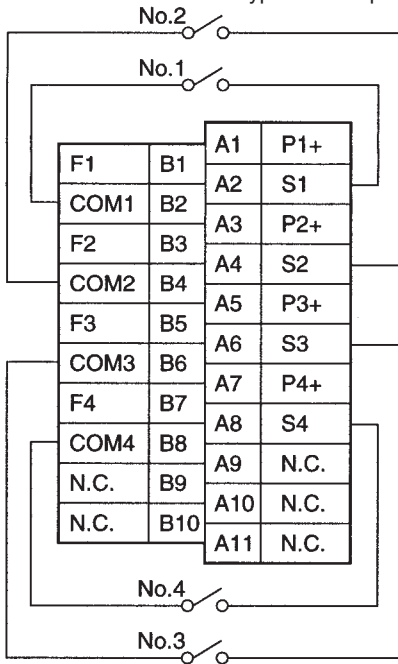 No.2
No.1
F1 B1
COM1 B2
F2 B3
COM2 B4
F3 B5
COM3 B6
F4 B7
COM4 B8
N.C. B9
N.C. B10
A1 P1+
A2 S1
A3 P2+
A4 S2
A5 P3+
A6 S3
A7 P4+
A8 S4
A9 N.C.
A10 N.C.
A11 N.C.
No.4
No.3